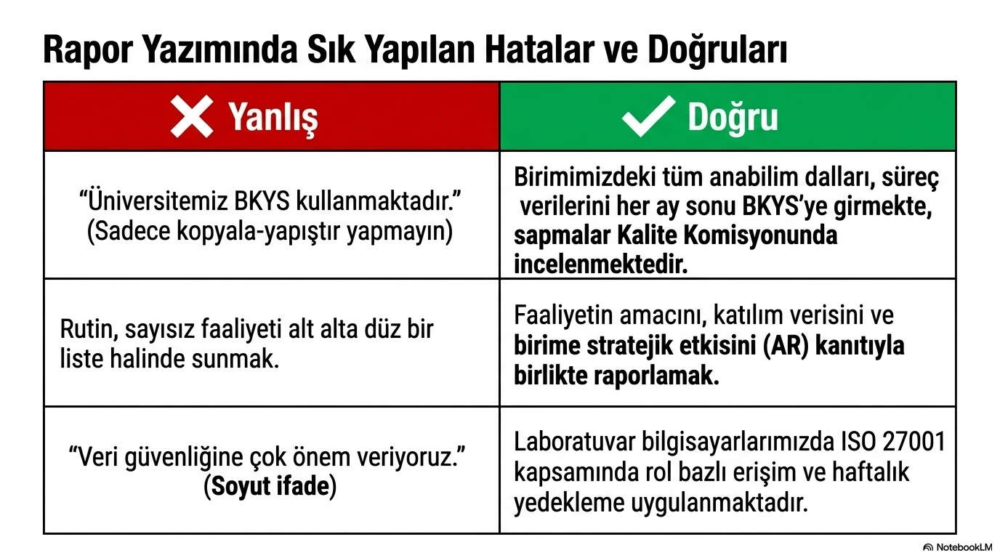 Rapor Yazımında Sık Yapılan Hatalar ve Doğruları
Yanlış
Doğru
“Üniversitemiz BKYS kullanmaktadır.”
(Sadece kopyala-yapıştır yapmayın)
Birimimizdeki tüm anabilim dalları, süreç
verilerini her ay sonu BKYS’ye girmekte,
sapmalar Kalite Komisyonunda
incelenmektedir.
Rutin, sayısız faaliyeti alt alta düz bir
liste halinde sunmak.
Faaliyetin amacını, katılım verisini ve
birime stratejik etkisini (AR) kanıtıyla
birlikte raporlamak.
“Veri güvenliğine çok önem veriyoruz.”
(Soyut ifade)
Laboratuvar bilgisayarlarımızda ISO 27001
kapsamında rol bazlı erişim ve haftalık
yedekleme uygulanmaktadır.
NotebookLM